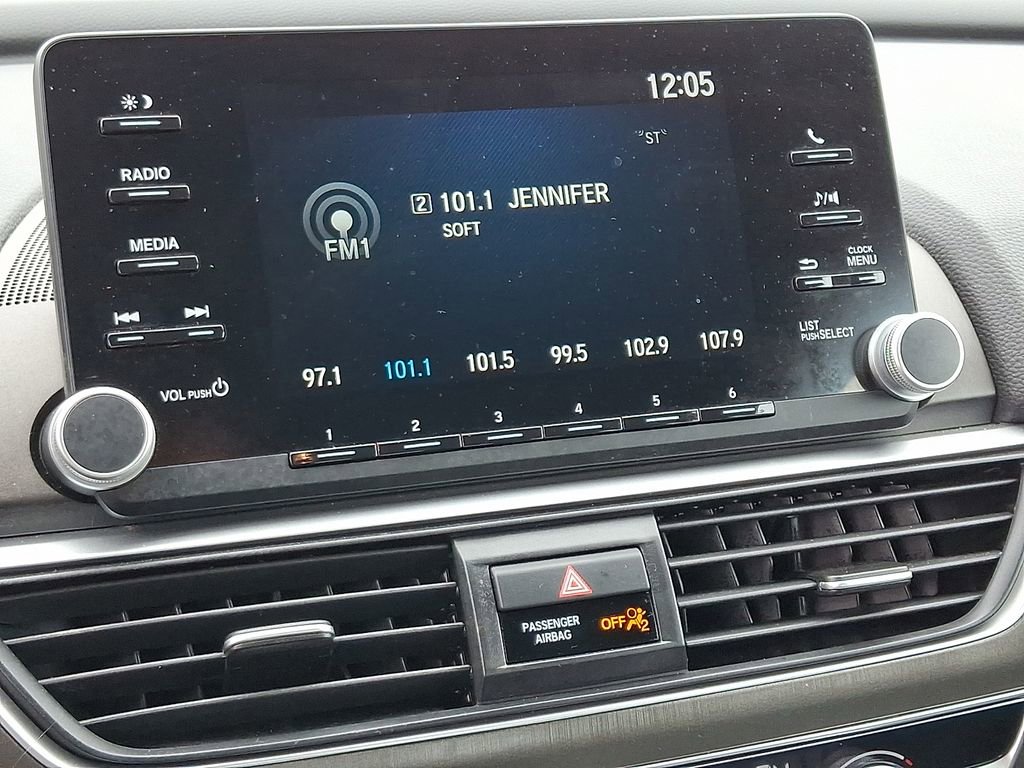 12:05
RADIO
MEDIA
VOL PUSH
ST
2 101.1 JENNIFER
SOFT
FM1
97.1 101.1 101.5 99.5 102.9 107.9
1 2 3 4 5 6
CLOCK
MENU
LIST
PUSH SELECT
PASSENGER
AIRBAG
OFF 2